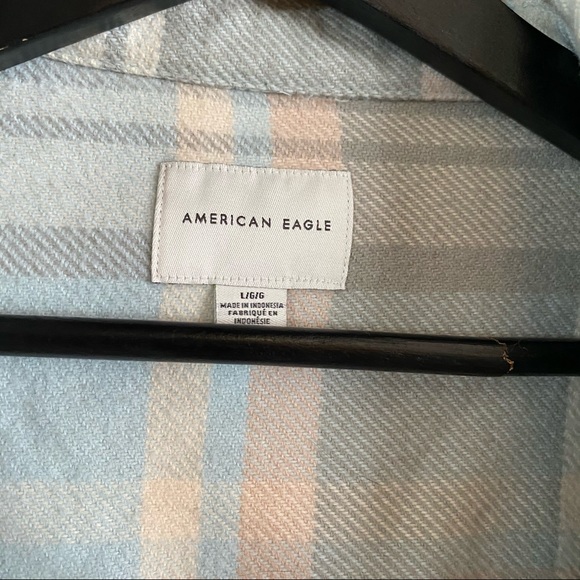 AMERICAN EAGLE
L/G/G
MADE IN INDONESIA
FABRIQUÉ EN
INDONÉSIE